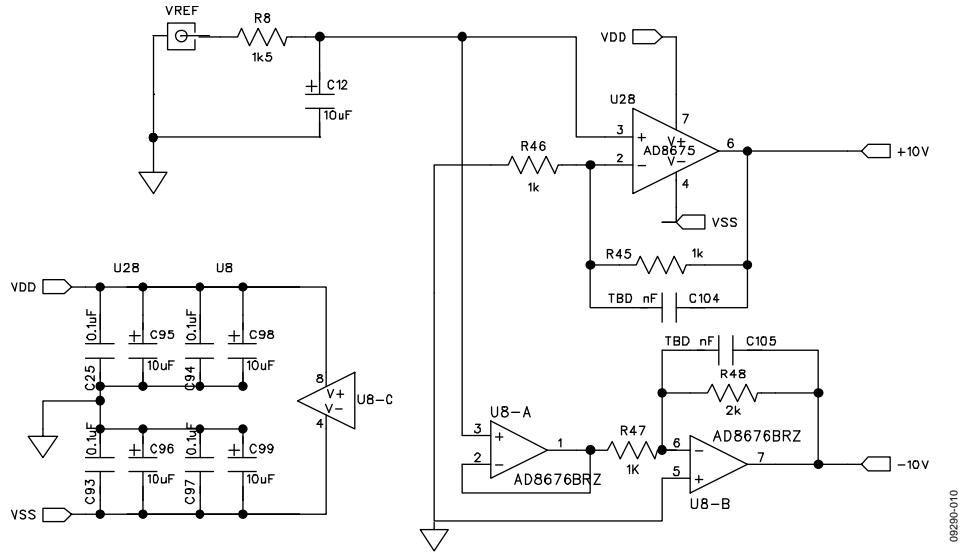 VREF
R8
1k5
+ C12
10uF
VDD
U28
7
3
+
V+
AD8675
6
+10V
R46
1k
2
−
V−
4
VSS
R45
1k
TBD nF
C104
U28
U8
VDD
0.1uF
+ C95
0.1uF
+ C98
10uF
10uF
C25
C94
8
V+
V−
4
U8-C
0.1uF
+ C96
0.1uF
+ C99
10uF
10uF
C93
C97
VSS
TBD nF
C105
R48
2k
U8-A
3
+
1
2
−
AD8676BRZ
R47
1K
AD8676BRZ
6
−
7
5
+
U8-B
-10V
09290-010